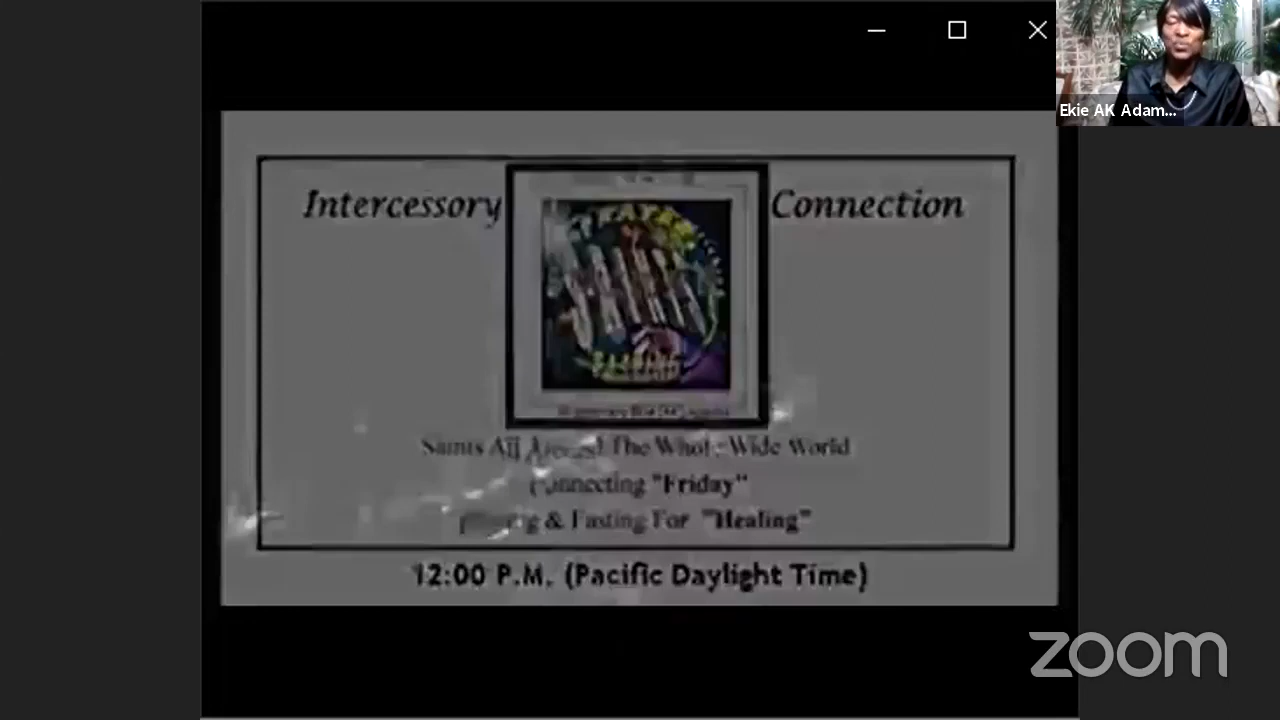 Ekie AK Adam...
Intercessory Connection
Saints All Around The Whole Wide World
Connecting "Friday"
& Fasting For "Healing"
12:00 P.M. (Pacific Daylight Time)
zoom